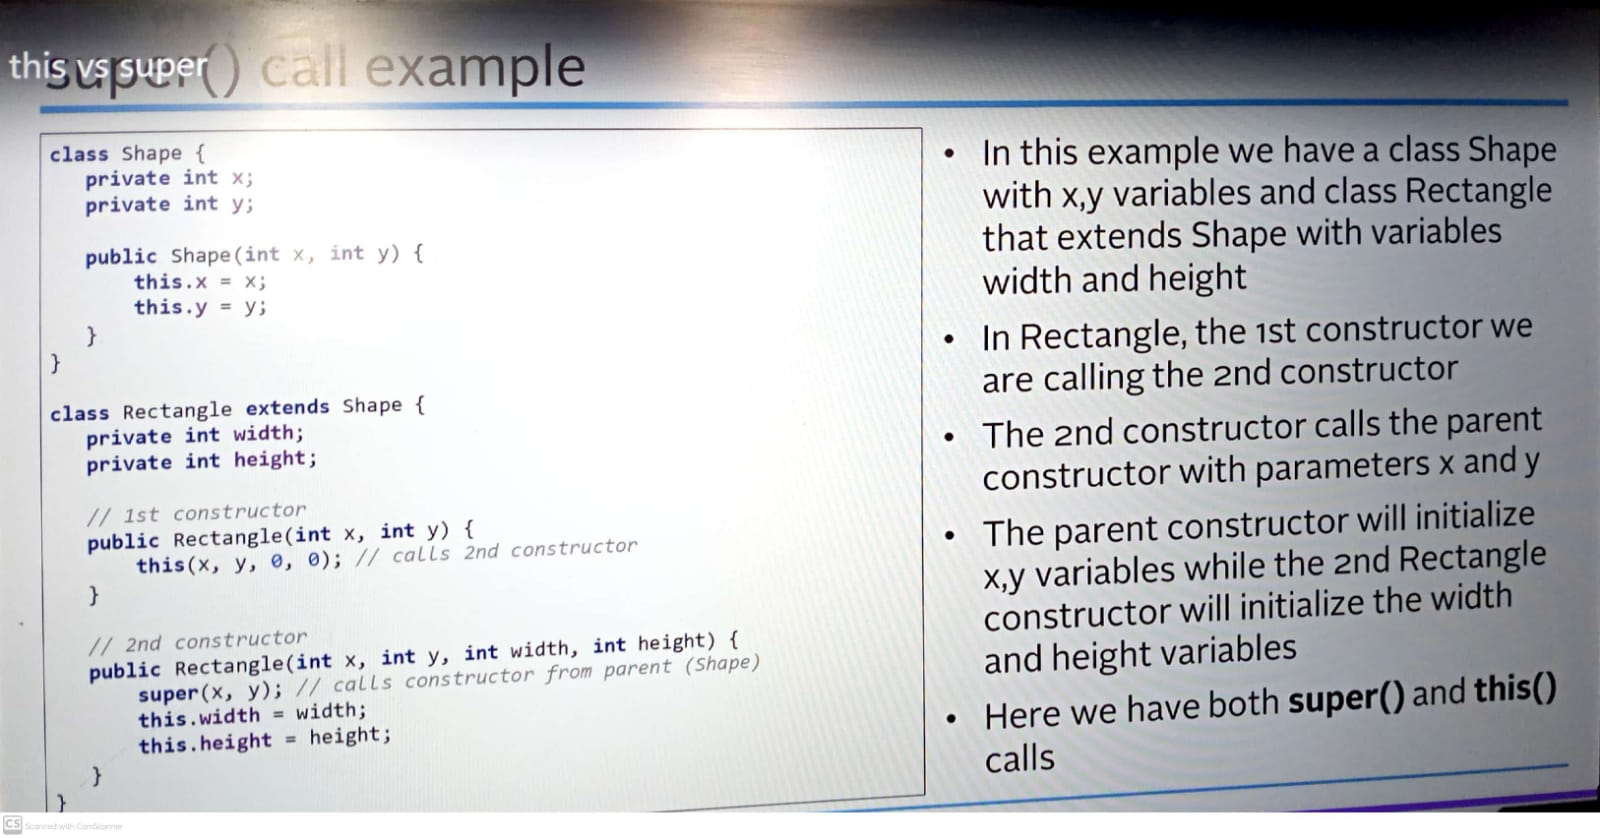 this vs super
super() call example
class Shape {
private int x;
private int y;
public Shape(int x, int y) {
this.x = x;
this.y = y;
}
}
class Rectangle extends Shape {
private int width;
private int height;
// 1st constructor
public Rectangle(int x, int y) {
this(x, y, 0, 0); // calls 2nd constructor
}
// 2nd constructor
public Rectangle(int x, int y, int width, int height) {
super(x, y); // calls constructor from parent (Shape)
this.width = width;
this.height = height;
}
}
• In this example we have a class Shape
with x,y variables and class Rectangle
that extends Shape with variables
width and height
• In Rectangle, the 1st constructor we
are calling the 2nd constructor
• The 2nd constructor calls the parent
constructor with parameters x and y
• The parent constructor will initialize
x,y variables while the 2nd Rectangle
constructor will initialize the width
and height variables
• Here we have both super() and this()
calls
CS Scanned with CamScanner